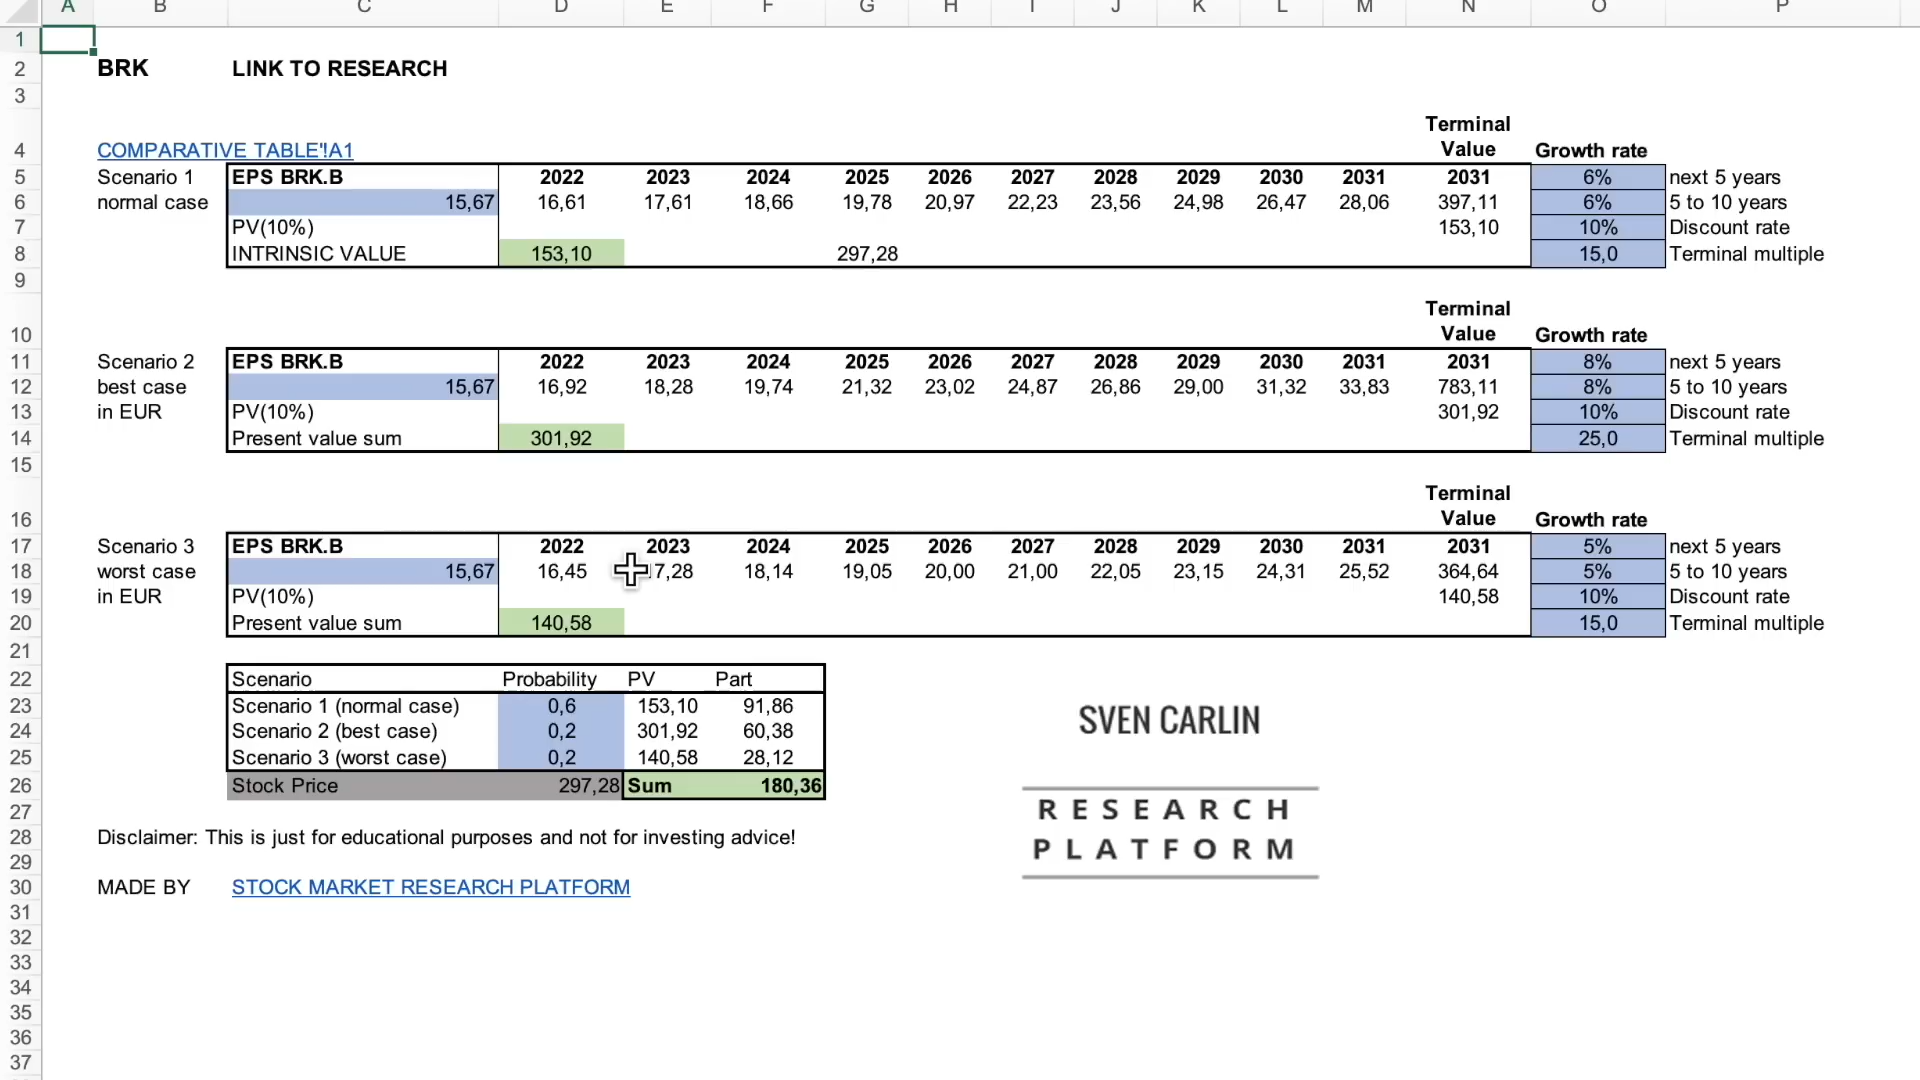 A B C D E F G H I J K L M N O P
1
2 BRK LINK TO RESEARCH
3
Terminal
4 COMPARATIVE TABLE'!A1 Value Growth rate
5 Scenario 1 EPS BRK.B 2022 2023 2024 2025 2026 2027 2028 2029 2030 2031 2031 6% next 5 years
6 normal case 15,67 16,61 17,61 18,66 19,78 20,97 22,23 23,56 24,98 26,47 28,06 397,11 6% 5 to 10 years
7 PV(10%) 153,10 10% Discount rate
8 INTRINSIC VALUE 153,10 297,28 15,0 Terminal multiple
9
Terminal
10 Value Growth rate
11 Scenario 2 EPS BRK.B 2022 2023 2024 2025 2026 2027 2028 2029 2030 2031 2031 8% next 5 years
12 best case 15,67 16,92 18,28 19,74 21,32 23,02 24,87 26,86 29,00 31,32 33,83 783,11 8% 5 to 10 years
13 in EUR PV(10%) 301,92 10% Discount rate
14 Present value sum 301,92 25,0 Terminal multiple
15
Terminal
16 Value Growth rate
17 Scenario 3 EPS BRK.B 2022 2023 2024 2025 2026 2027 2028 2029 2030 2031 2031 5% next 5 years
18 worst case 15,67 16,45 7,28 18,14 19,05 20,00 21,00 22,05 23,15 24,31 25,52 364,64 5% 5 to 10 years
19 in EUR PV(10%) 140,58 10% Discount rate
20 Present value sum 140,58 15,0 Terminal multiple
21
22 Scenario Probability PV Part
23 Scenario 1 (normal case) 0,6 153,10 91,86
24 Scenario 2 (best case) 0,2 301,92 60,38
25 Scenario 3 (worst case) 0,2 140,58 28,12
26 Stock Price 297,28 Sum 180,36
SVEN CARLIN
RESEARCH
PLATFORM
27
28 Disclaimer: This is just for educational purposes and not for investing advice!
29
30 MADE BY STOCK MARKET RESEARCH PLATFORM
31
32
33
34
35
36
37